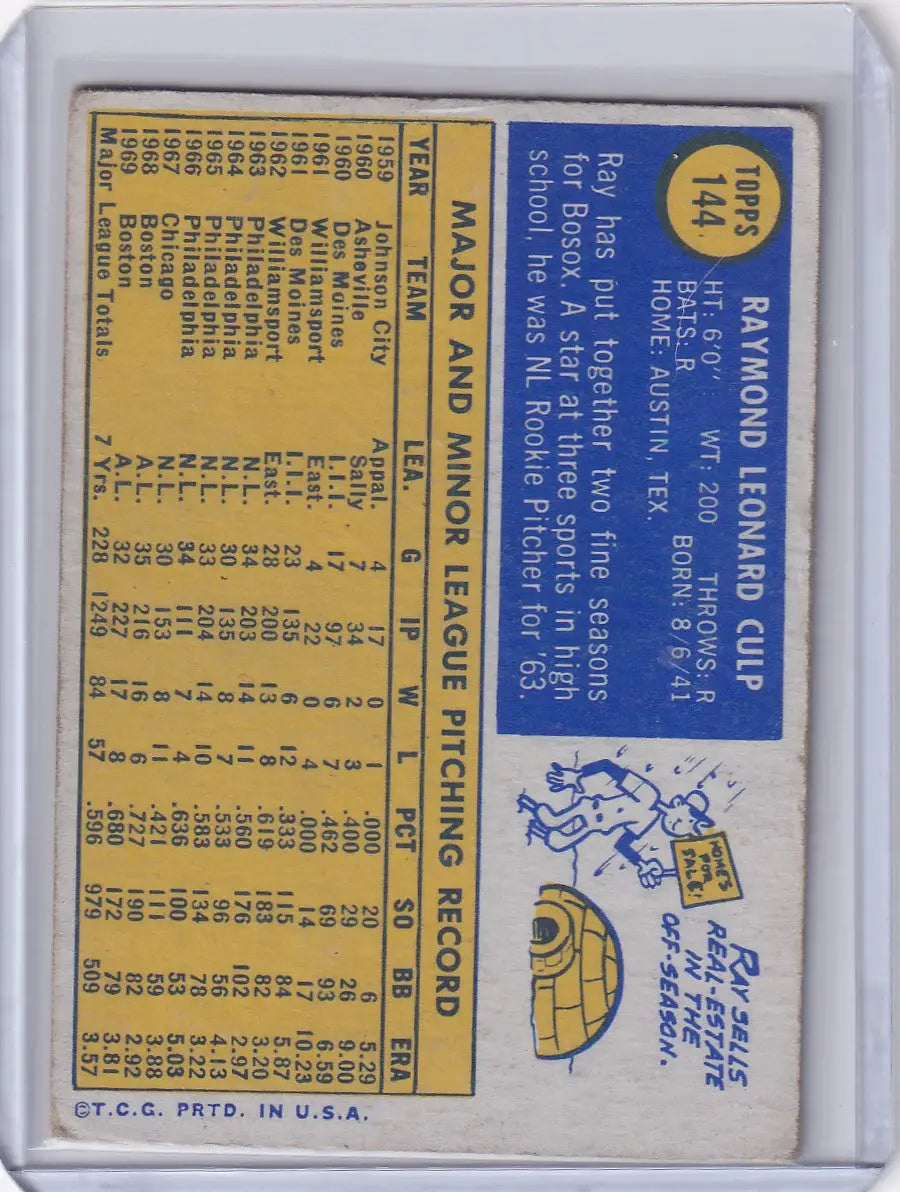 TOPPS
144
RAYMOND LEONARD CULP
HT: 6'0" WT: 200 THROWS: R
BATS: R BORN: 8/6/41
HOME: AUSTIN, TEX.
Ray has put together two fine seasons
for Bosox. A star at three sports in high
school, he was NL Rookie Pitcher for '63.
HOME'S
FOR
SALE!
RAY SELLS
REAL-ESTATE
IN THE
OFF-SEASON.
MAJOR AND MINOR LEAGUE PITCHING RECORD
YEAR TEAM LEA. G IP W L PCT SO BB ERA
1959 Johnson City Appal. 4 17 0 1 .000 20 6 5.29
1960 Asheville Sally 7 34 2 3 .400 29 26 9.00
1960 Des Moines I.I.I. 17 97 6 7 .462 69 93 6.59
1961 Williamsport East. 4 22 0 4 .000 14 17 10.23
1961 Des Moines I.I.I. 23 135 6 12 .333 115 84 5.87
1962 Williamsport East. 28 200 13 8 .619 183 82 3.20
1963 Philadelphia N.L. 34 203 14 11 .560 176 102 2.97
1964 Philadelphia N.L. 30 135 8 7 .533 96 56 4.13
1965 Philadelphia N.L. 33 204 14 10 .583 134 78 3.22
1966 Philadelphia N.L. 34 111 7 4 .636 100 53 5.03
1967 Chicago N.L. 30 153 8 11 .421 111 59 3.88
1968 Boston A.L. 35 216 16 6 .727 190 82 2.92
1969 Boston A.L. 32 227 17 8 .680 172 79 3.81
Major League Totals 7 Yrs. 228 1249 84 57 .596 979 509 3.57
©T.C.G. PRTD. IN U.S.A.